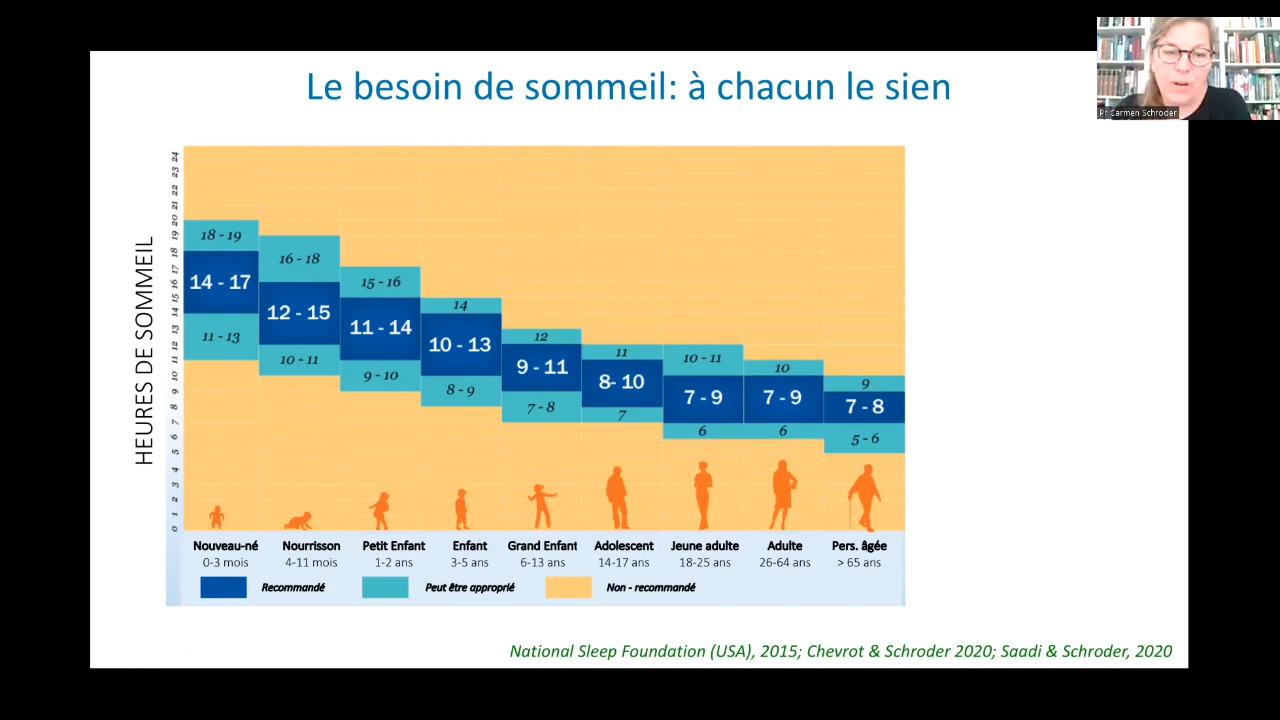 Le besoin de sommeil: à chacun le sien
Pr Carmen Schroder
HEURES DE SOMMEIL
24
23
22
21
20
19
18
17
16
15
14
13
12
11
10
9
8
7
6
5
4
3
2
1
0
18 - 19
14 - 17
11 - 13
16 - 18
12 - 15
10 - 11
15 - 16
11 - 14
9 - 10
14
10 - 13
8 - 9
12
9 - 11
7 - 8
11
8- 10
7
10 - 11
7 - 9
6
10
7 - 9
6
9
7 - 8
5 - 6
Nouveau-né Nourrisson Petit Enfant Enfant Grand Enfant Adolescent Jeune adulte Adulte Pers. âgée
0-3 mois 4-11 mois 1-2 ans 3-5 ans 6-13 ans 14-17 ans 18-25 ans 26-64 ans > 65 ans
Recommandé Peut être approprié Non - recommandé
National Sleep Foundation (USA), 2015; Chevrot & Schroder 2020; Saadi & Schroder, 2020